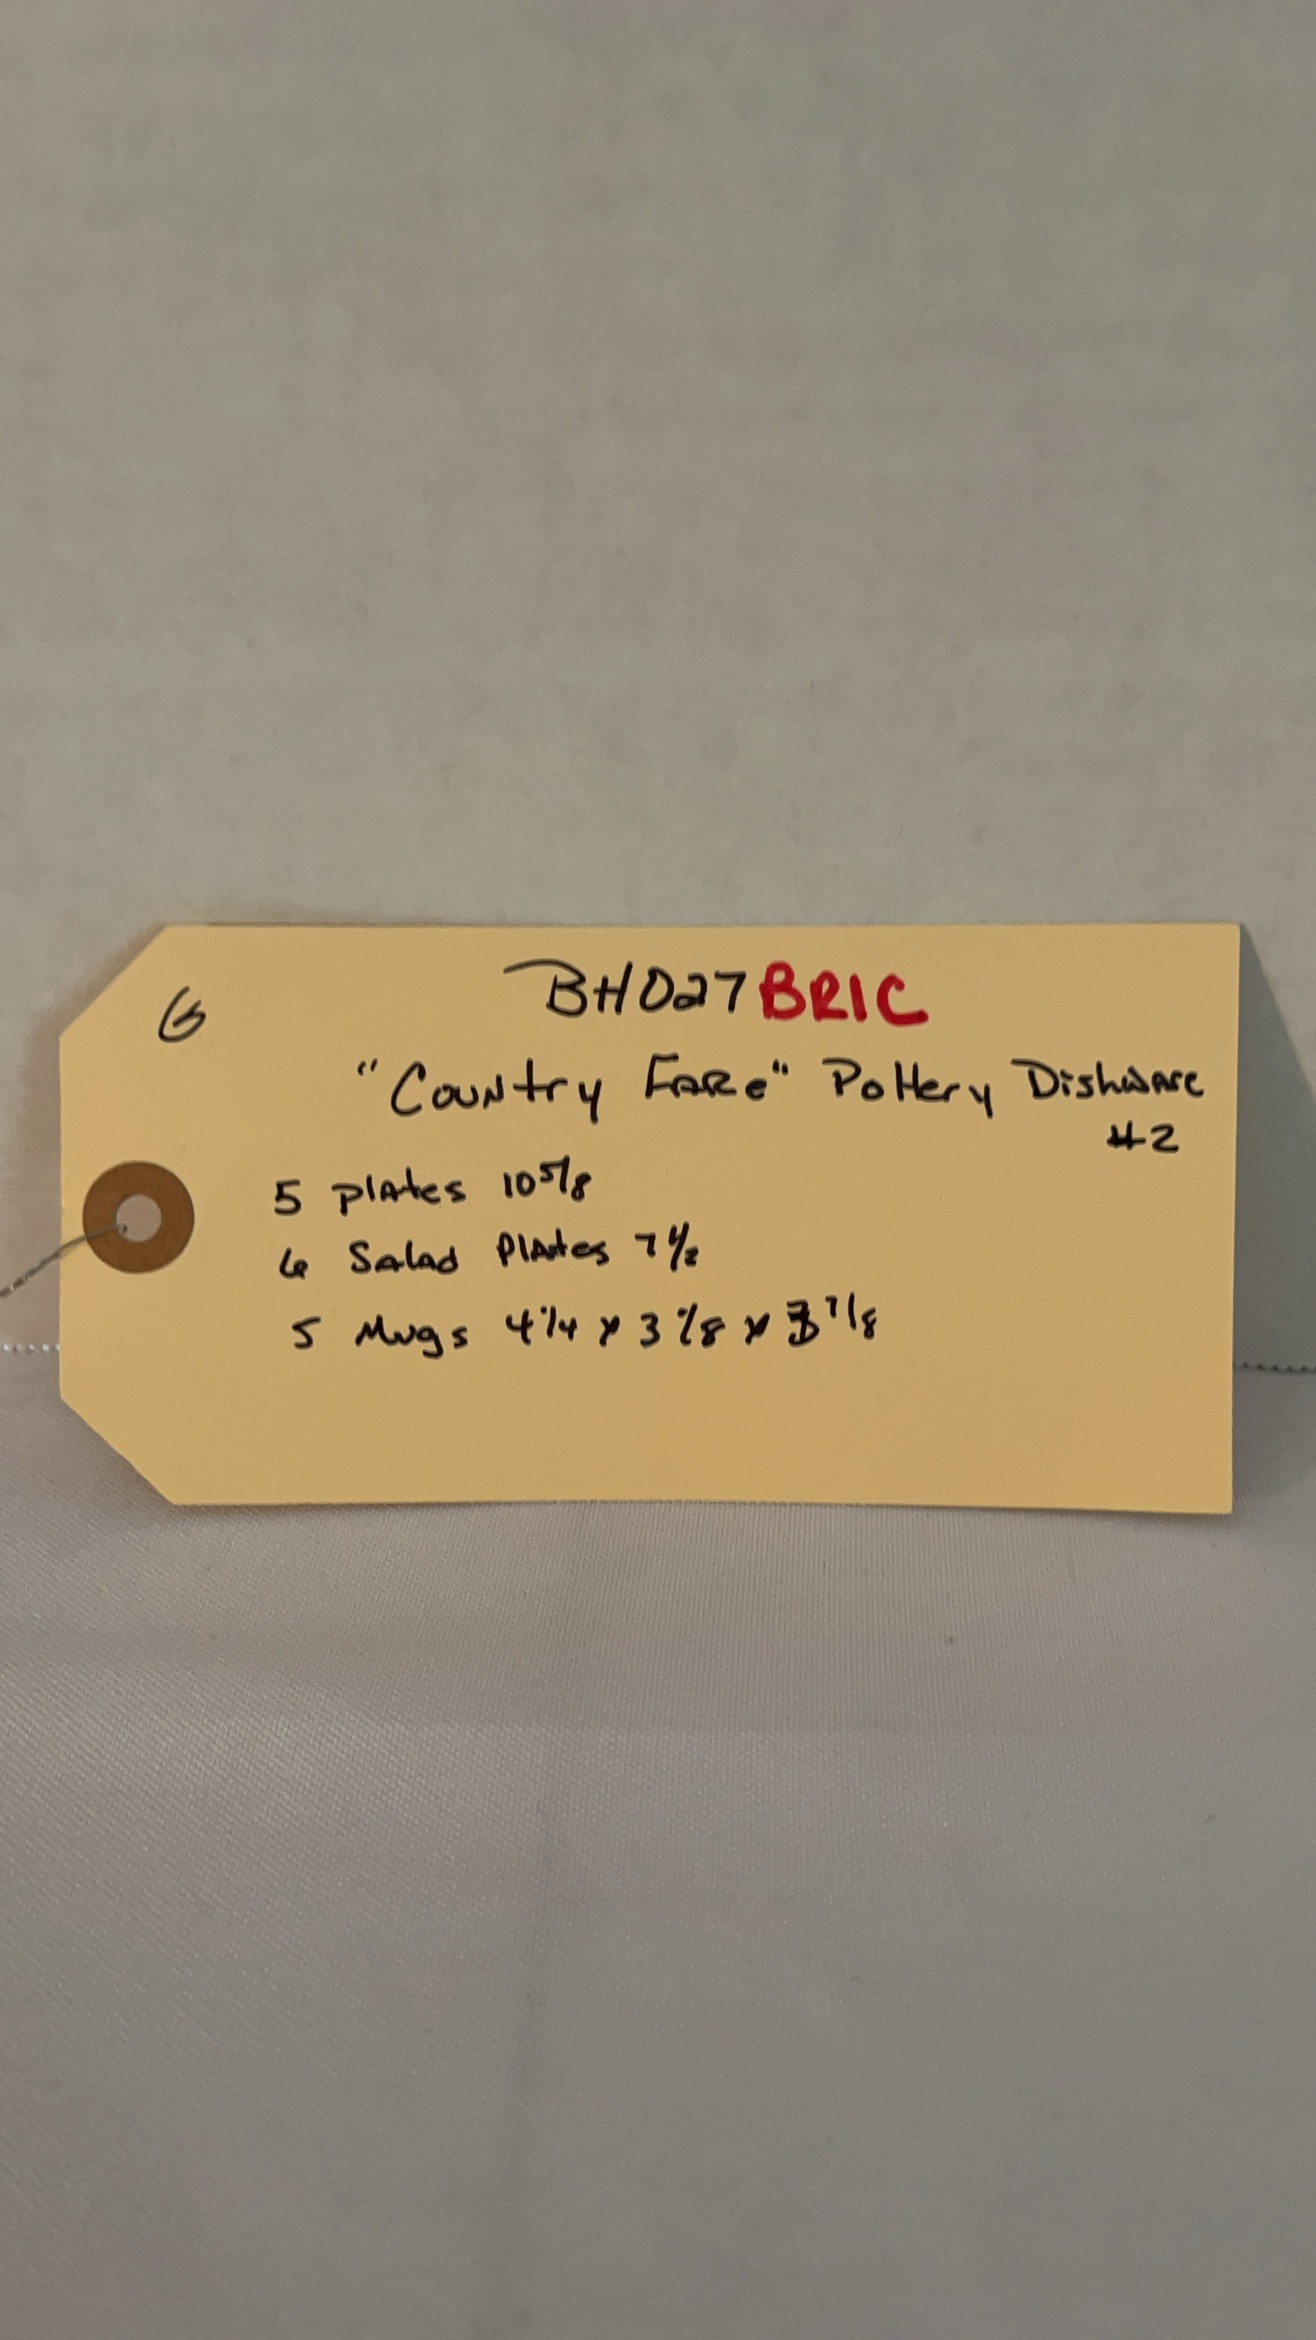 G
BH027BRIC
"Country Fare" Pottery Dishware
#2
5 Plates 10 5/8
6 Salad Plates 7 1/2
5 Mugs 4 1/4 x 3 7/8 x 3 7/8